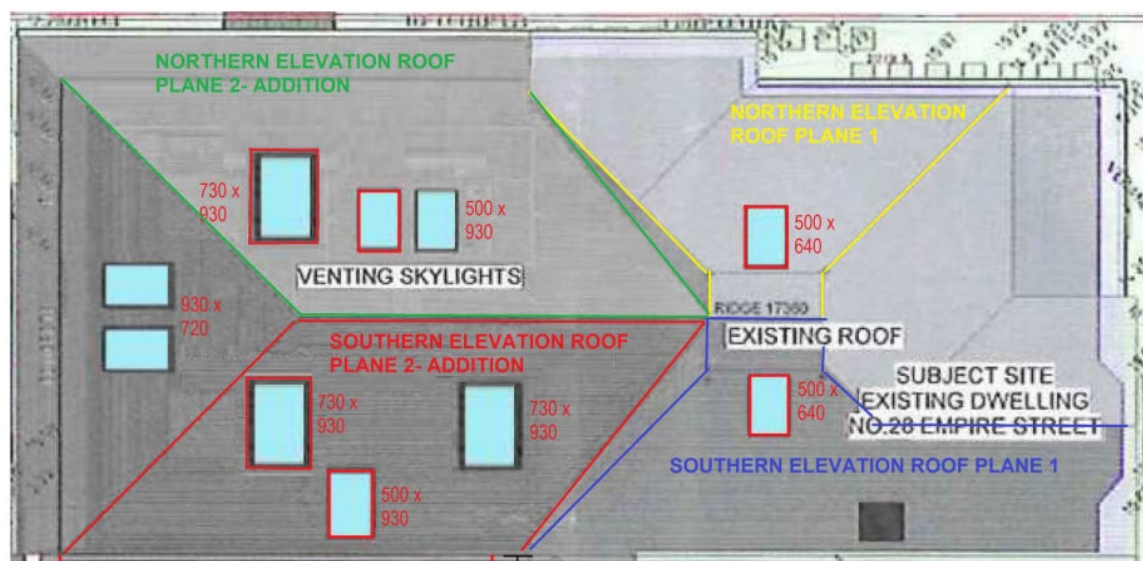 NORTHERN ELEVATION ROOF
PLANE 2- ADDITION
NORTHERN ELEVATION
ROOF PLANE 1
730 x
930
500 x
930
500 x
640
VENTING SKYLIGHTS
930 x
720
RIDGE 17360
EXISTING ROOF
SOUTHERN ELEVATION ROOF
PLANE 2- ADDITION
SUBJECT SITE
EXISTING DWELLING
NO.28 EMPIRE STREET
730 x
930
730 x
930
500 x
640
SOUTHERN ELEVATION ROOF PLANE 1
500 x
930